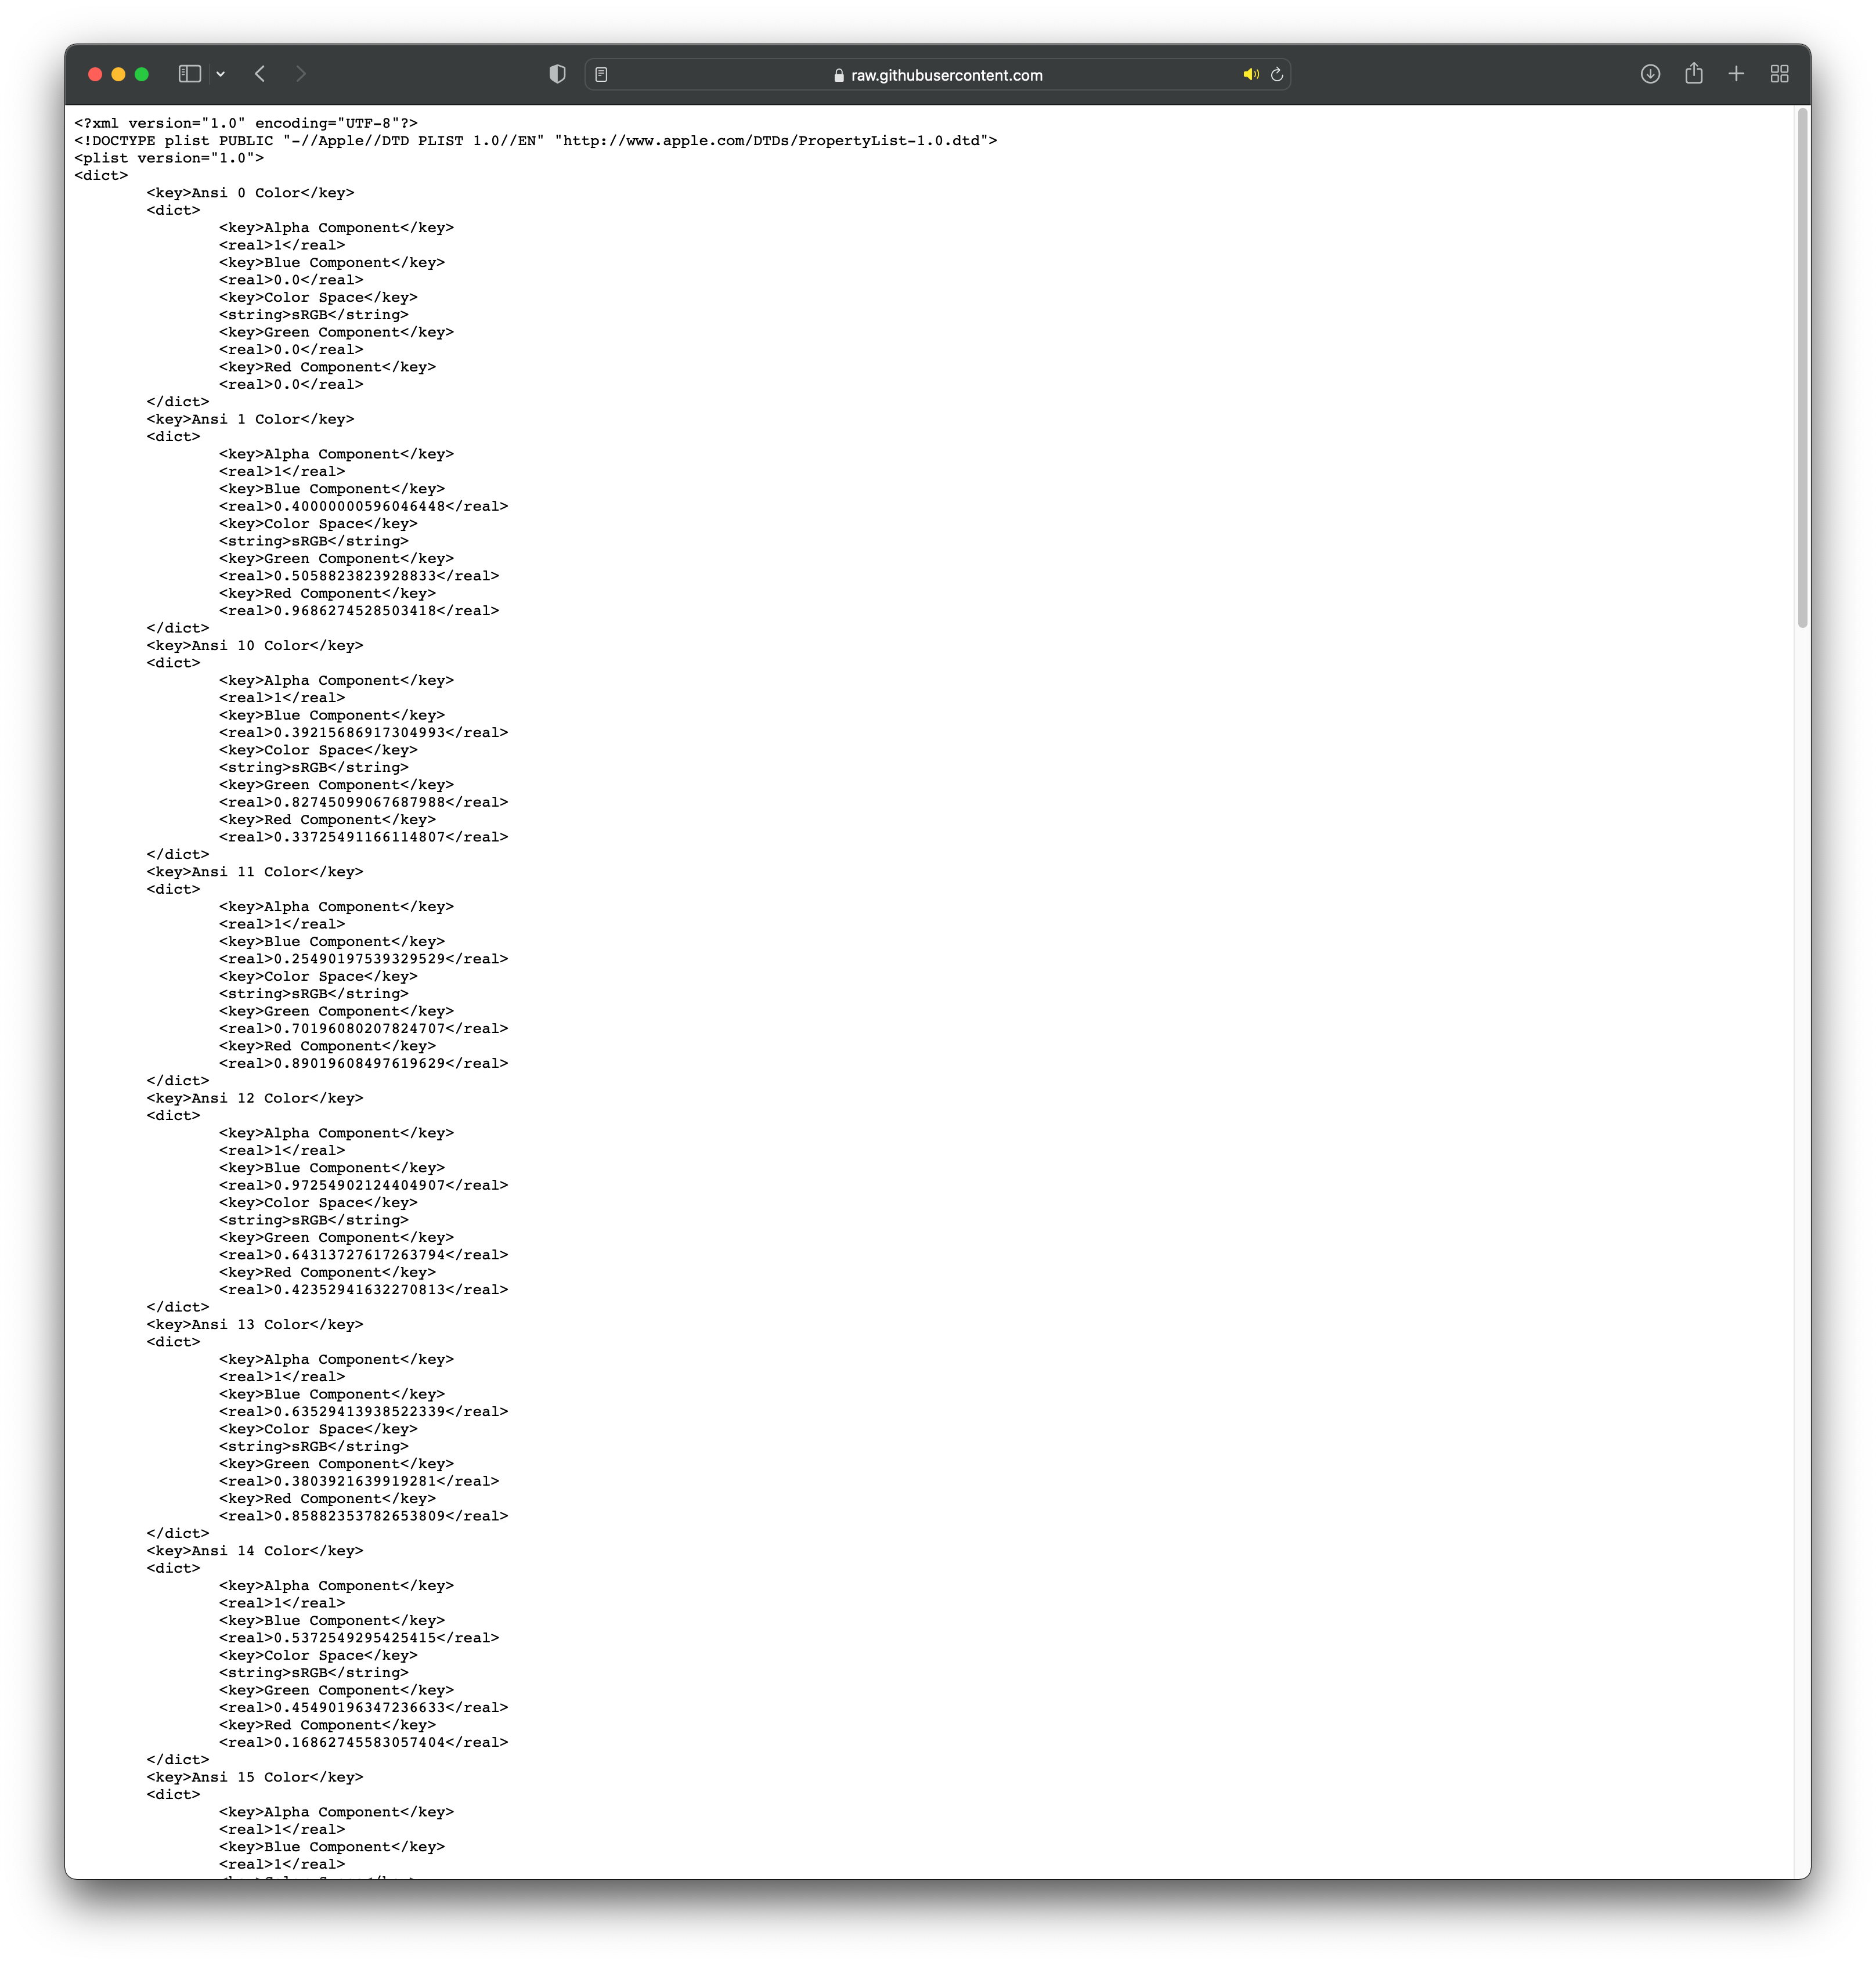 raw.githubusercontent.com
<?xml version="1.0" encoding="UTF-8"?>
<!DOCTYPE plist PUBLIC "-//Apple//DTD PLIST 1.0//EN" "http://www.apple.com/DTDs/PropertyList-1.0.dtd">
<plist version="1.0">
<dict>
<key>Ansi 0 Color</key>
<dict>
<key>Alpha Component</key>
<real>1</real>
<key>Blue Component</key>
<real>0.0</real>
<key>Color Space</key>
<string>sRGB</string>
<key>Green Component</key>
<real>0.0</real>
<key>Red Component</key>
<real>0.0</real>
</dict>
<key>Ansi 1 Color</key>
<dict>
<key>Alpha Component</key>
<real>1</real>
<key>Blue Component</key>
<real>0.40000000596046448</real>
<key>Color Space</key>
<string>sRGB</string>
<key>Green Component</key>
<real>0.5058823823928833</real>
<key>Red Component</key>
<real>0.9686274528503418</real>
</dict>
<key>Ansi 10 Color</key>
<dict>
<key>Alpha Component</key>
<real>1</real>
<key>Blue Component</key>
<real>0.39215686917304993</real>
<key>Color Space</key>
<string>sRGB</string>
<key>Green Component</key>
<real>0.82745099067687988</real>
<key>Red Component</key>
<real>0.33725491166114807</real>
</dict>
<key>Ansi 11 Color</key>
<dict>
<key>Alpha Component</key>
<real>1</real>
<key>Blue Component</key>
<real>0.25490197539329529</real>
<key>Color Space</key>
<string>sRGB</string>
<key>Green Component</key>
<real>0.70196080207824707</real>
<key>Red Component</key>
<real>0.89019608497619629</real>
</dict>
<key>Ansi 12 Color</key>
<dict>
<key>Alpha Component</key>
<real>1</real>
<key>Blue Component</key>
<real>0.97254902124404907</real>
<key>Color Space</key>
<string>sRGB</string>
<key>Green Component</key>
<real>0.64313727617263794</real>
<key>Red Component</key>
<real>0.42352941632270813</real>
</dict>
<key>Ansi 13 Color</key>
<dict>
<key>Alpha Component</key>
<real>1</real>
<key>Blue Component</key>
<real>0.63529413938522339</real>
<key>Color Space</key>
<string>sRGB</string>
<key>Green Component</key>
<real>0.3803921639919281</real>
<key>Red Component</key>
<real>0.85882353782653809</real>
</dict>
<key>Ansi 14 Color</key>
<dict>
<key>Alpha Component</key>
<real>1</real>
<key>Blue Component</key>
<real>0.5372549295425415</real>
<key>Color Space</key>
<string>sRGB</string>
<key>Green Component</key>
<real>0.45490196347236633</real>
<key>Red Component</key>
<real>0.16862745583057404</real>
</dict>
<key>Ansi 15 Color</key>
<dict>
<key>Alpha Component</key>
<real>1</real>
<key>Blue Component</key>
<real>1</real>